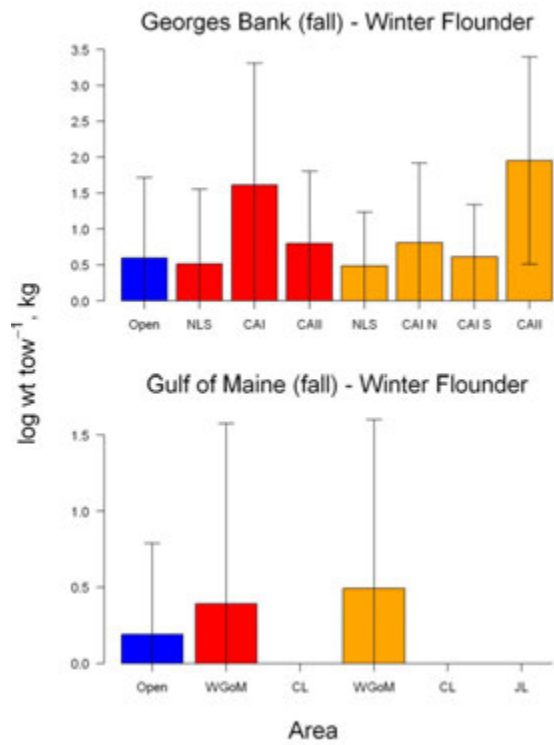 Georges Bank (fall) - Winter Flounder
3.5
3.0
2.5
2.0
1.5
1.0
0.5
0.0
Open NLS CAI CAII NLS CAI N CAI S CAII
log wt tow⁻¹, kg
Gulf of Maine (fall) - Winter Flounder
1.5
1.0
0.5
0.0
Open WGoM CL WGoM CL JL
Area